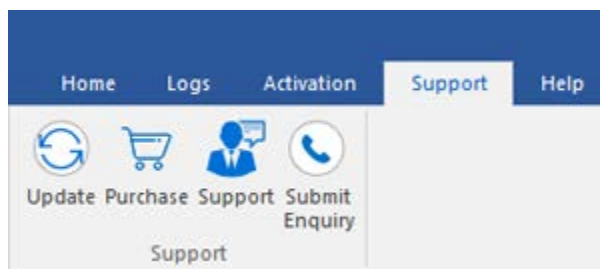 Home Logs Activation Support Help
Update Purchase Support Submit
Enquiry
Support